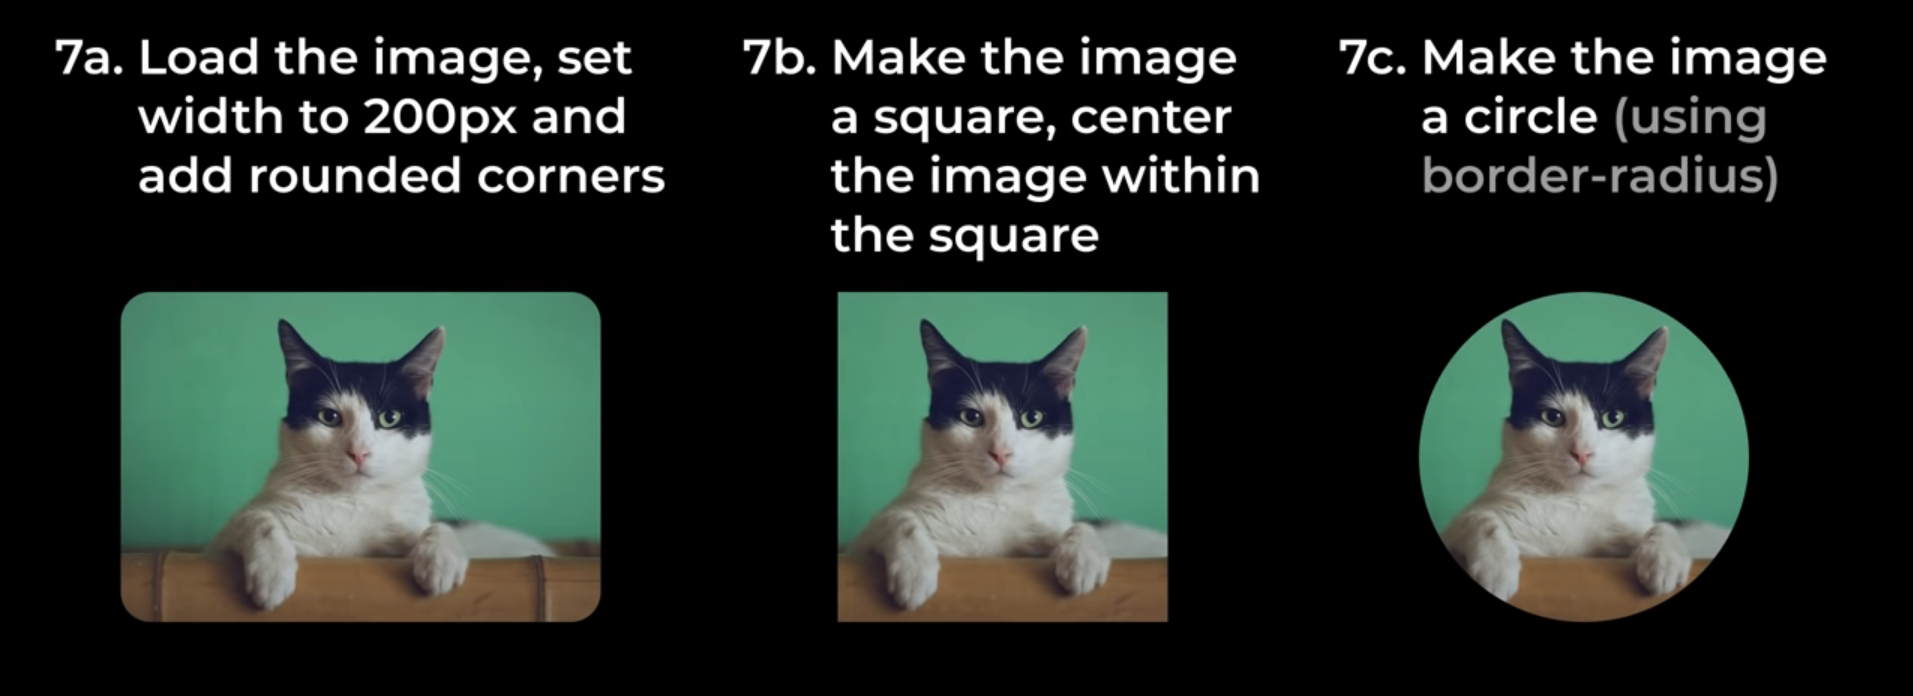 7a. Load the image, set
width to 200px and
add rounded corners
7b. Make the image
a square, center
the image within
the square
7c. Make the image
a circle (using
border-radius)